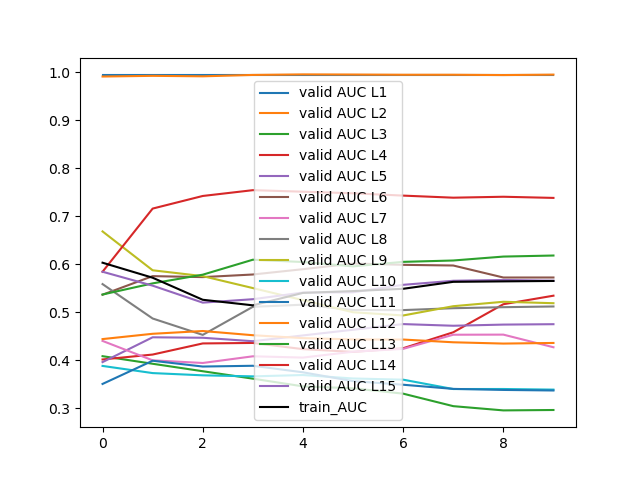 1.0
0.9
0.8
0.7
0.6
0.5
0.4
0.3
valid AUC L1
valid AUC L2
valid AUC L3
valid AUC L4
valid AUC L5
valid AUC L6
valid AUC L7
valid AUC L8
valid AUC L9
valid AUC L10
valid AUC L11
valid AUC L12
valid AUC L13
valid AUC L14
valid AUC L15
train_AUC
0 2 4 6 8